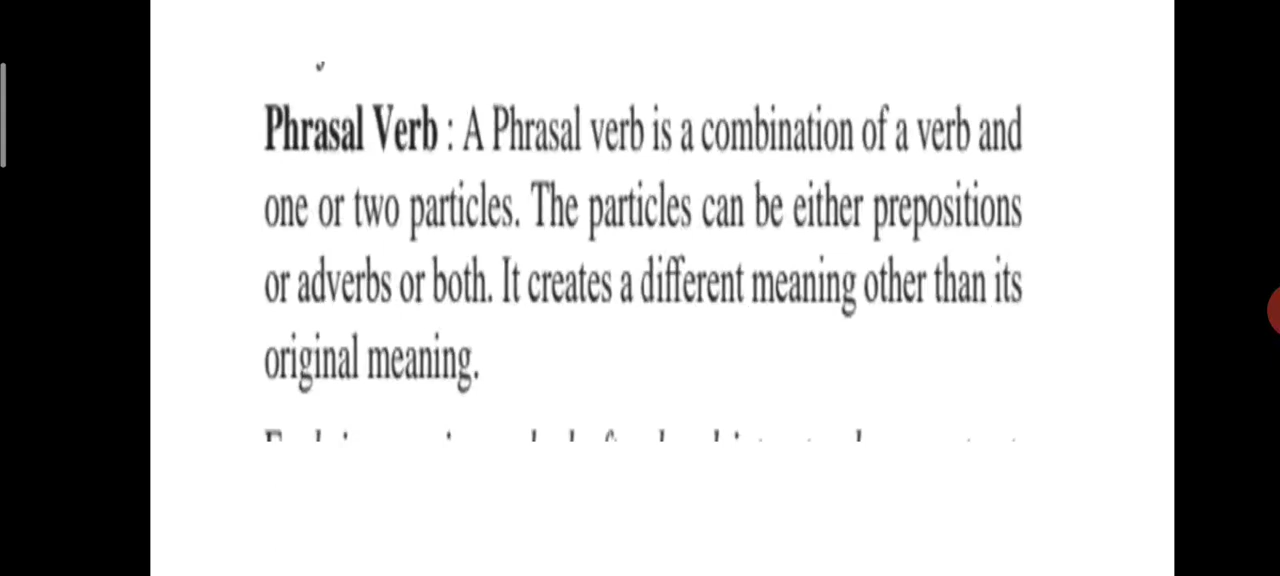 Phrasal Verb : A Phrasal verb is a combination of a verb and
one or two particles. The particles can be either prepositions
or adverbs or both. It creates a different meaning other than its
original meaning.